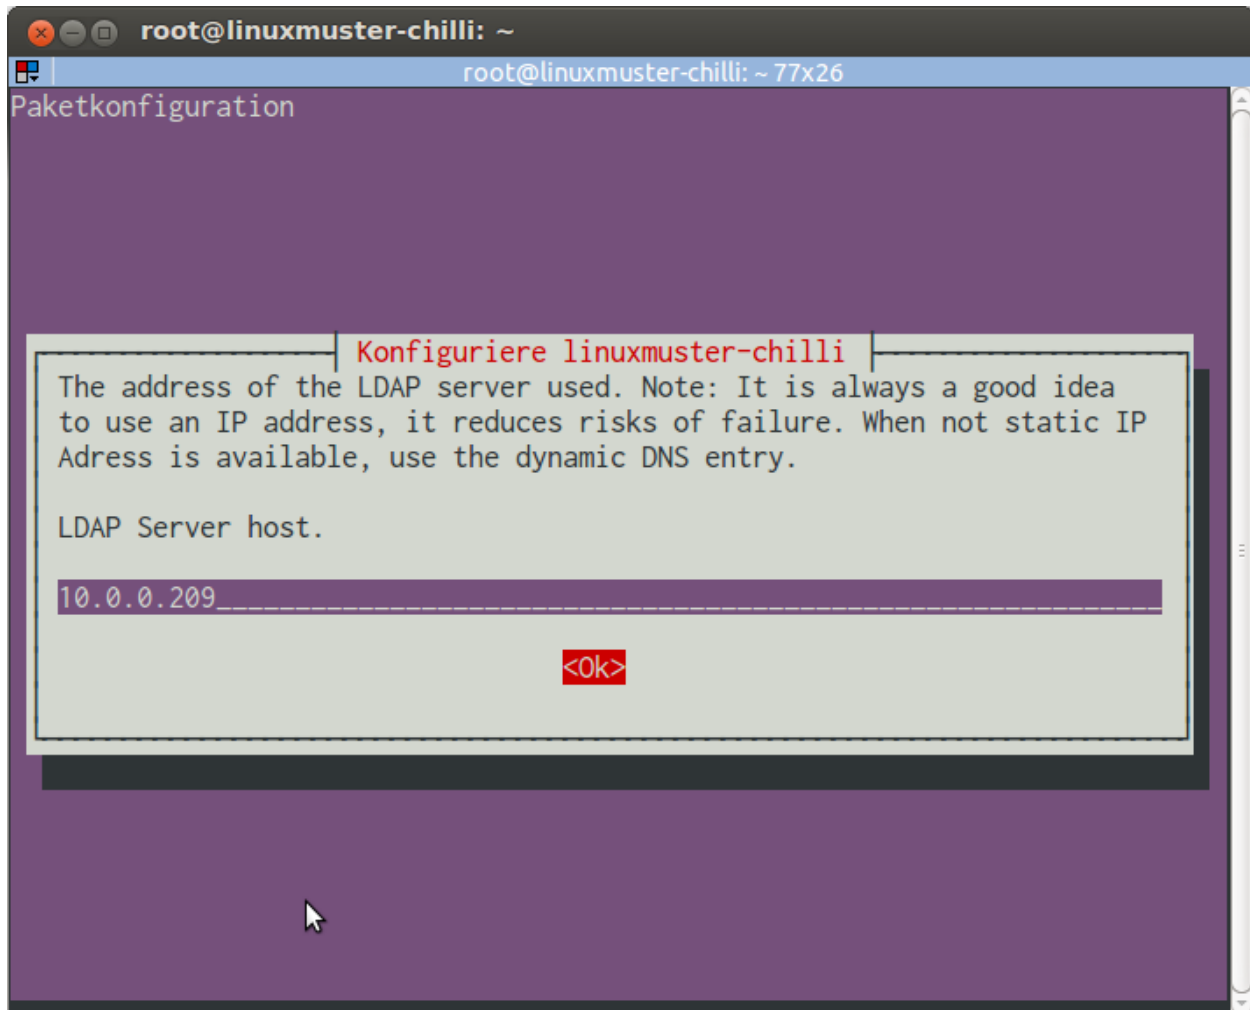 root@linuxmuster-chilli: ~
root@linuxmuster-chilli: ~ 77x26
Paketkonfiguration
Konfiguriere linuxmuster-chilli
The address of the LDAP server used. Note: It is always a good idea
to use an IP address, it reduces risks of failure. When not static IP
Adress is available, use the dynamic DNS entry.
LDAP Server host.
10.0.0.209____________________________________________________________
<Ok>